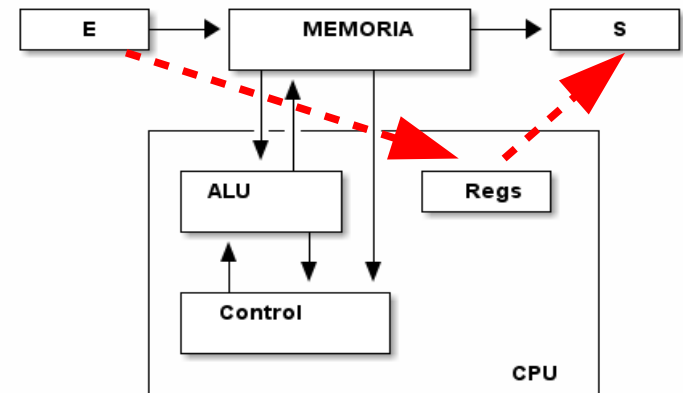 E
MEMORIA
S
ALU
Regs
Control
CPU